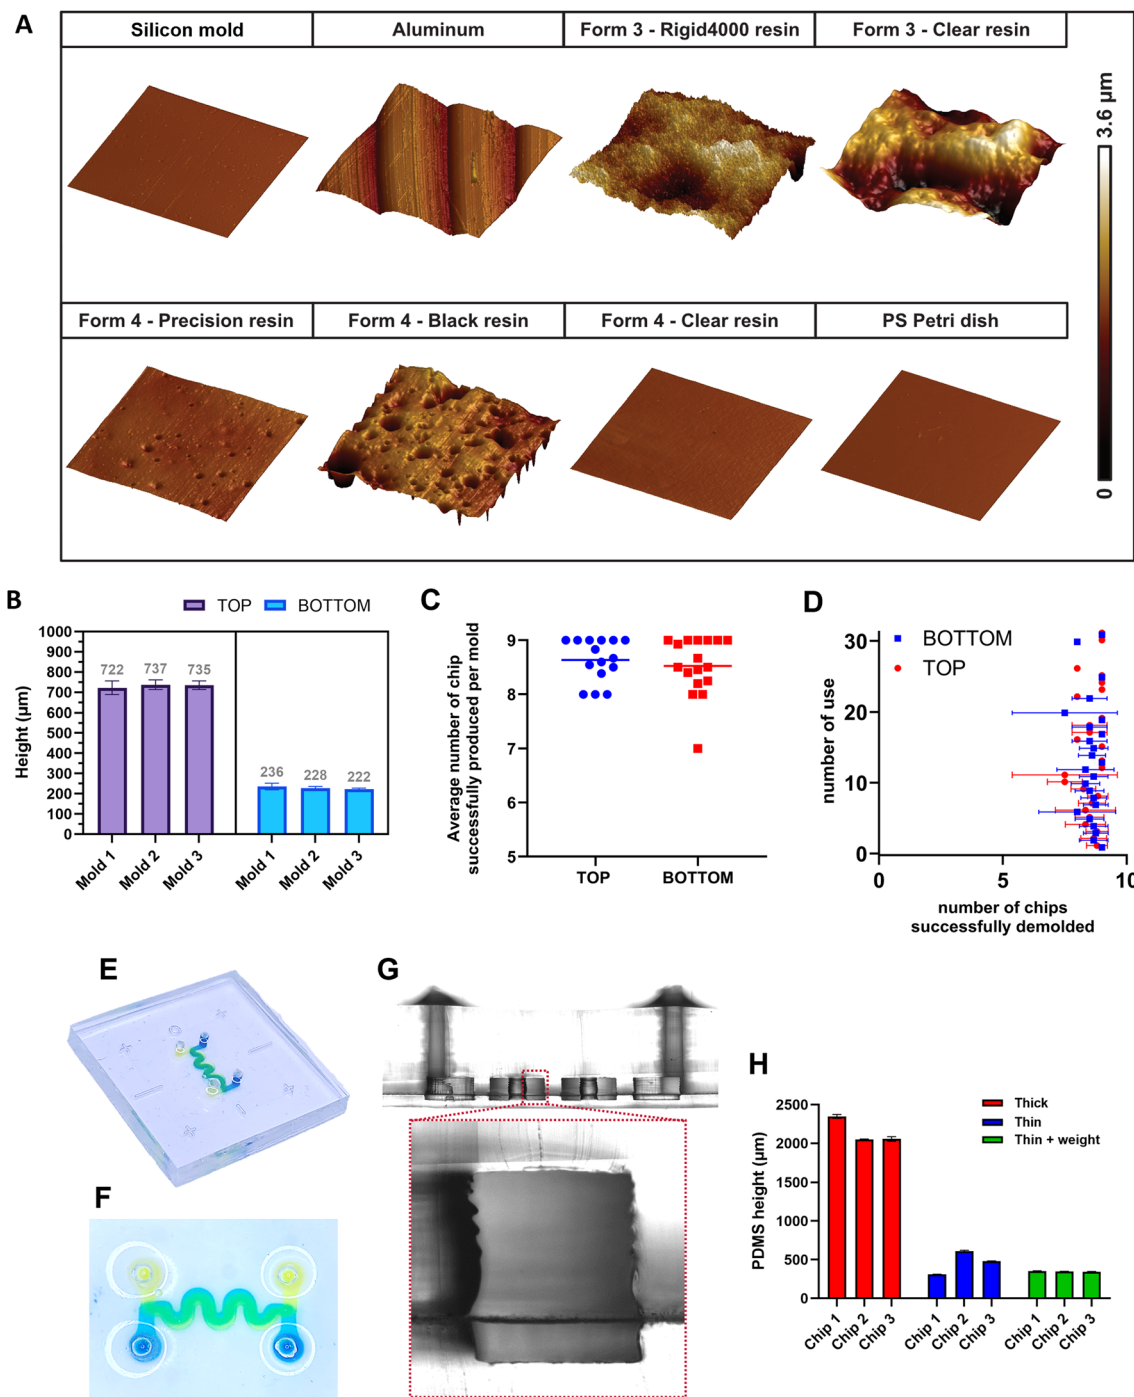 A
Silicon mold
Aluminum
Form 3 - Rigid4000 resin
Form 3 - Clear resin
3.6 µm
0
Form 4 - Precision resin
Form 4 - Black resin
Form 4 - Clear resin
PS Petri dish
B
TOP
BOTTOM
Height (µm)
1000
900
800
700
600
500
400
300
200
100
0
722
737
735
236
228
222
Mold 1
Mold 2
Mold 3
Mold 1
Mold 2
Mold 3
C
Average number of chip
successfully produced per mold
9
8
7
6
5
TOP
BOTTOM
D
BOTTOM
TOP
number of use
30
20
10
0
0
5
10
number of chips
successfully demolded
E
F
G
H
Thick
Thin
Thin + weight
PDMS height (µm)
2500
2000
1500
1000
500
0
Chip 1
Chip 2
Chip 3
Chip 1
Chip 2
Chip 3
Chip 1
Chip 2
Chip 3